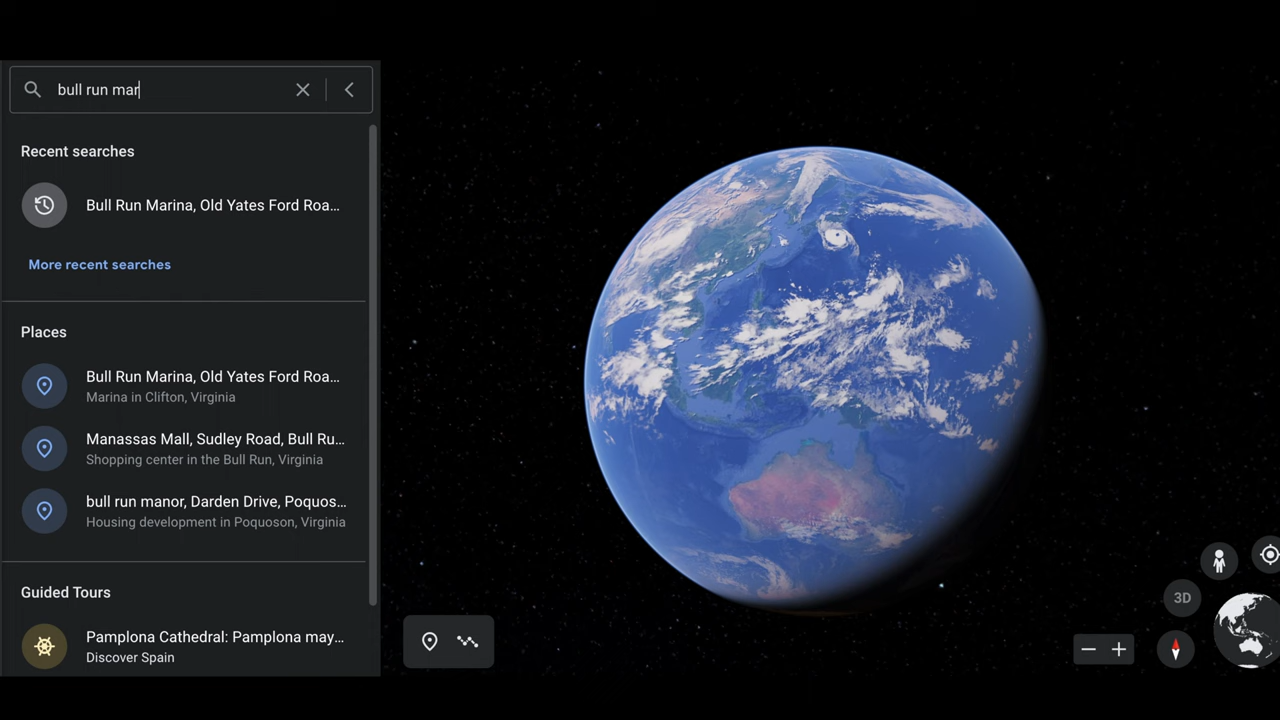 bull run mar
Recent searches
Bull Run Marina, Old Yates Ford Roa...
More recent searches
Places
Bull Run Marina, Old Yates Ford Roa...
Marina in Clifton, Virginia
Manassas Mall, Sudley Road, Bull Ru...
Shopping center in the Bull Run, Virginia
bull run manor, Darden Drive, Poquos...
Housing development in Poquoson, Virginia
Guided Tours
Pamplona Cathedral: Pamplona may...
Discover Spain
3D